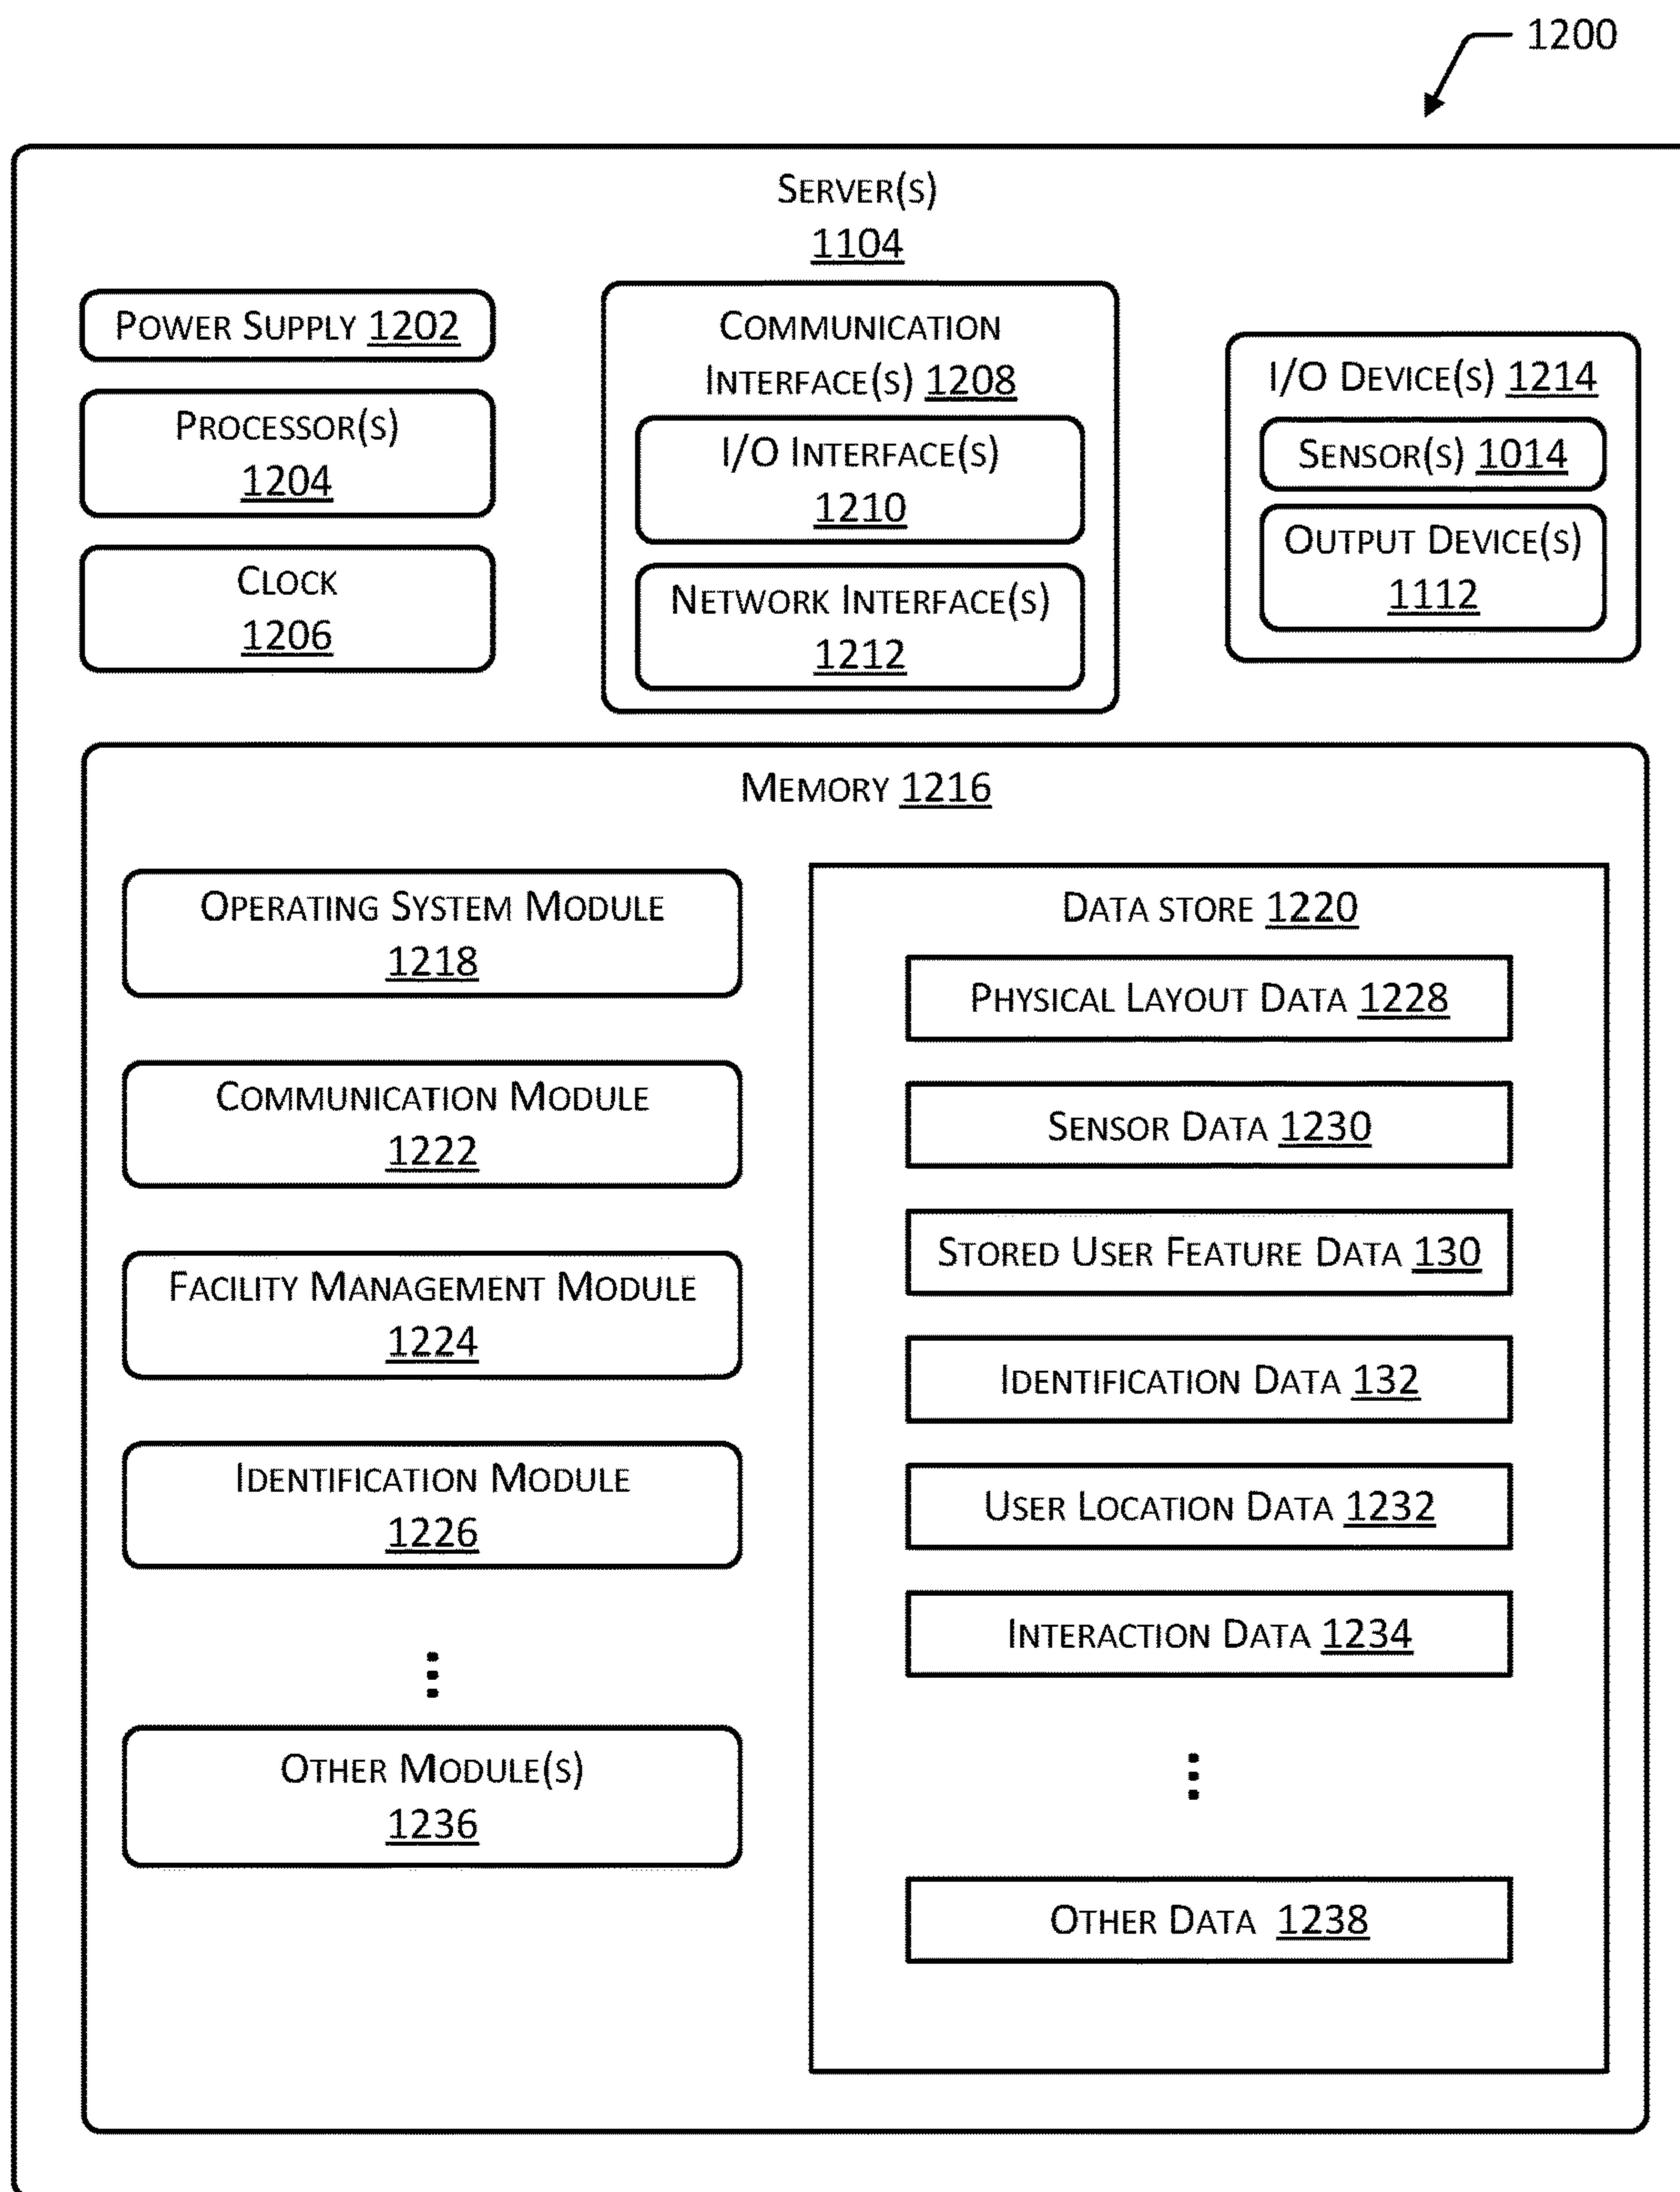 1200
SERVER(S)
1104
POWER SUPPLY 1202
PROCESSOR(S)
1204
CLOCK
1206
COMMUNICATION
INTERFACE(S) 1208
I/O INTERFACE(S)
1210
NETWORK INTERFACE(S)
1212
I/O DEVICE(S) 1214
SENSOR(S) 1014
OUTPUT DEVICE(S)
1112
MEMORY 1216
OPERATING SYSTEM MODULE
1218
COMMUNICATION MODULE
1222
FACILITY MANAGEMENT MODULE
1224
IDENTIFICATION MODULE
1226
OTHER MODULE(S)
1236
DATA STORE 1220
PHYSICAL LAYOUT DATA 1228
SENSOR DATA 1230
STORED USER FEATURE DATA 130
IDENTIFICATION DATA 132
USER LOCATION DATA 1232
INTERACTION DATA 1234
OTHER DATA 1238